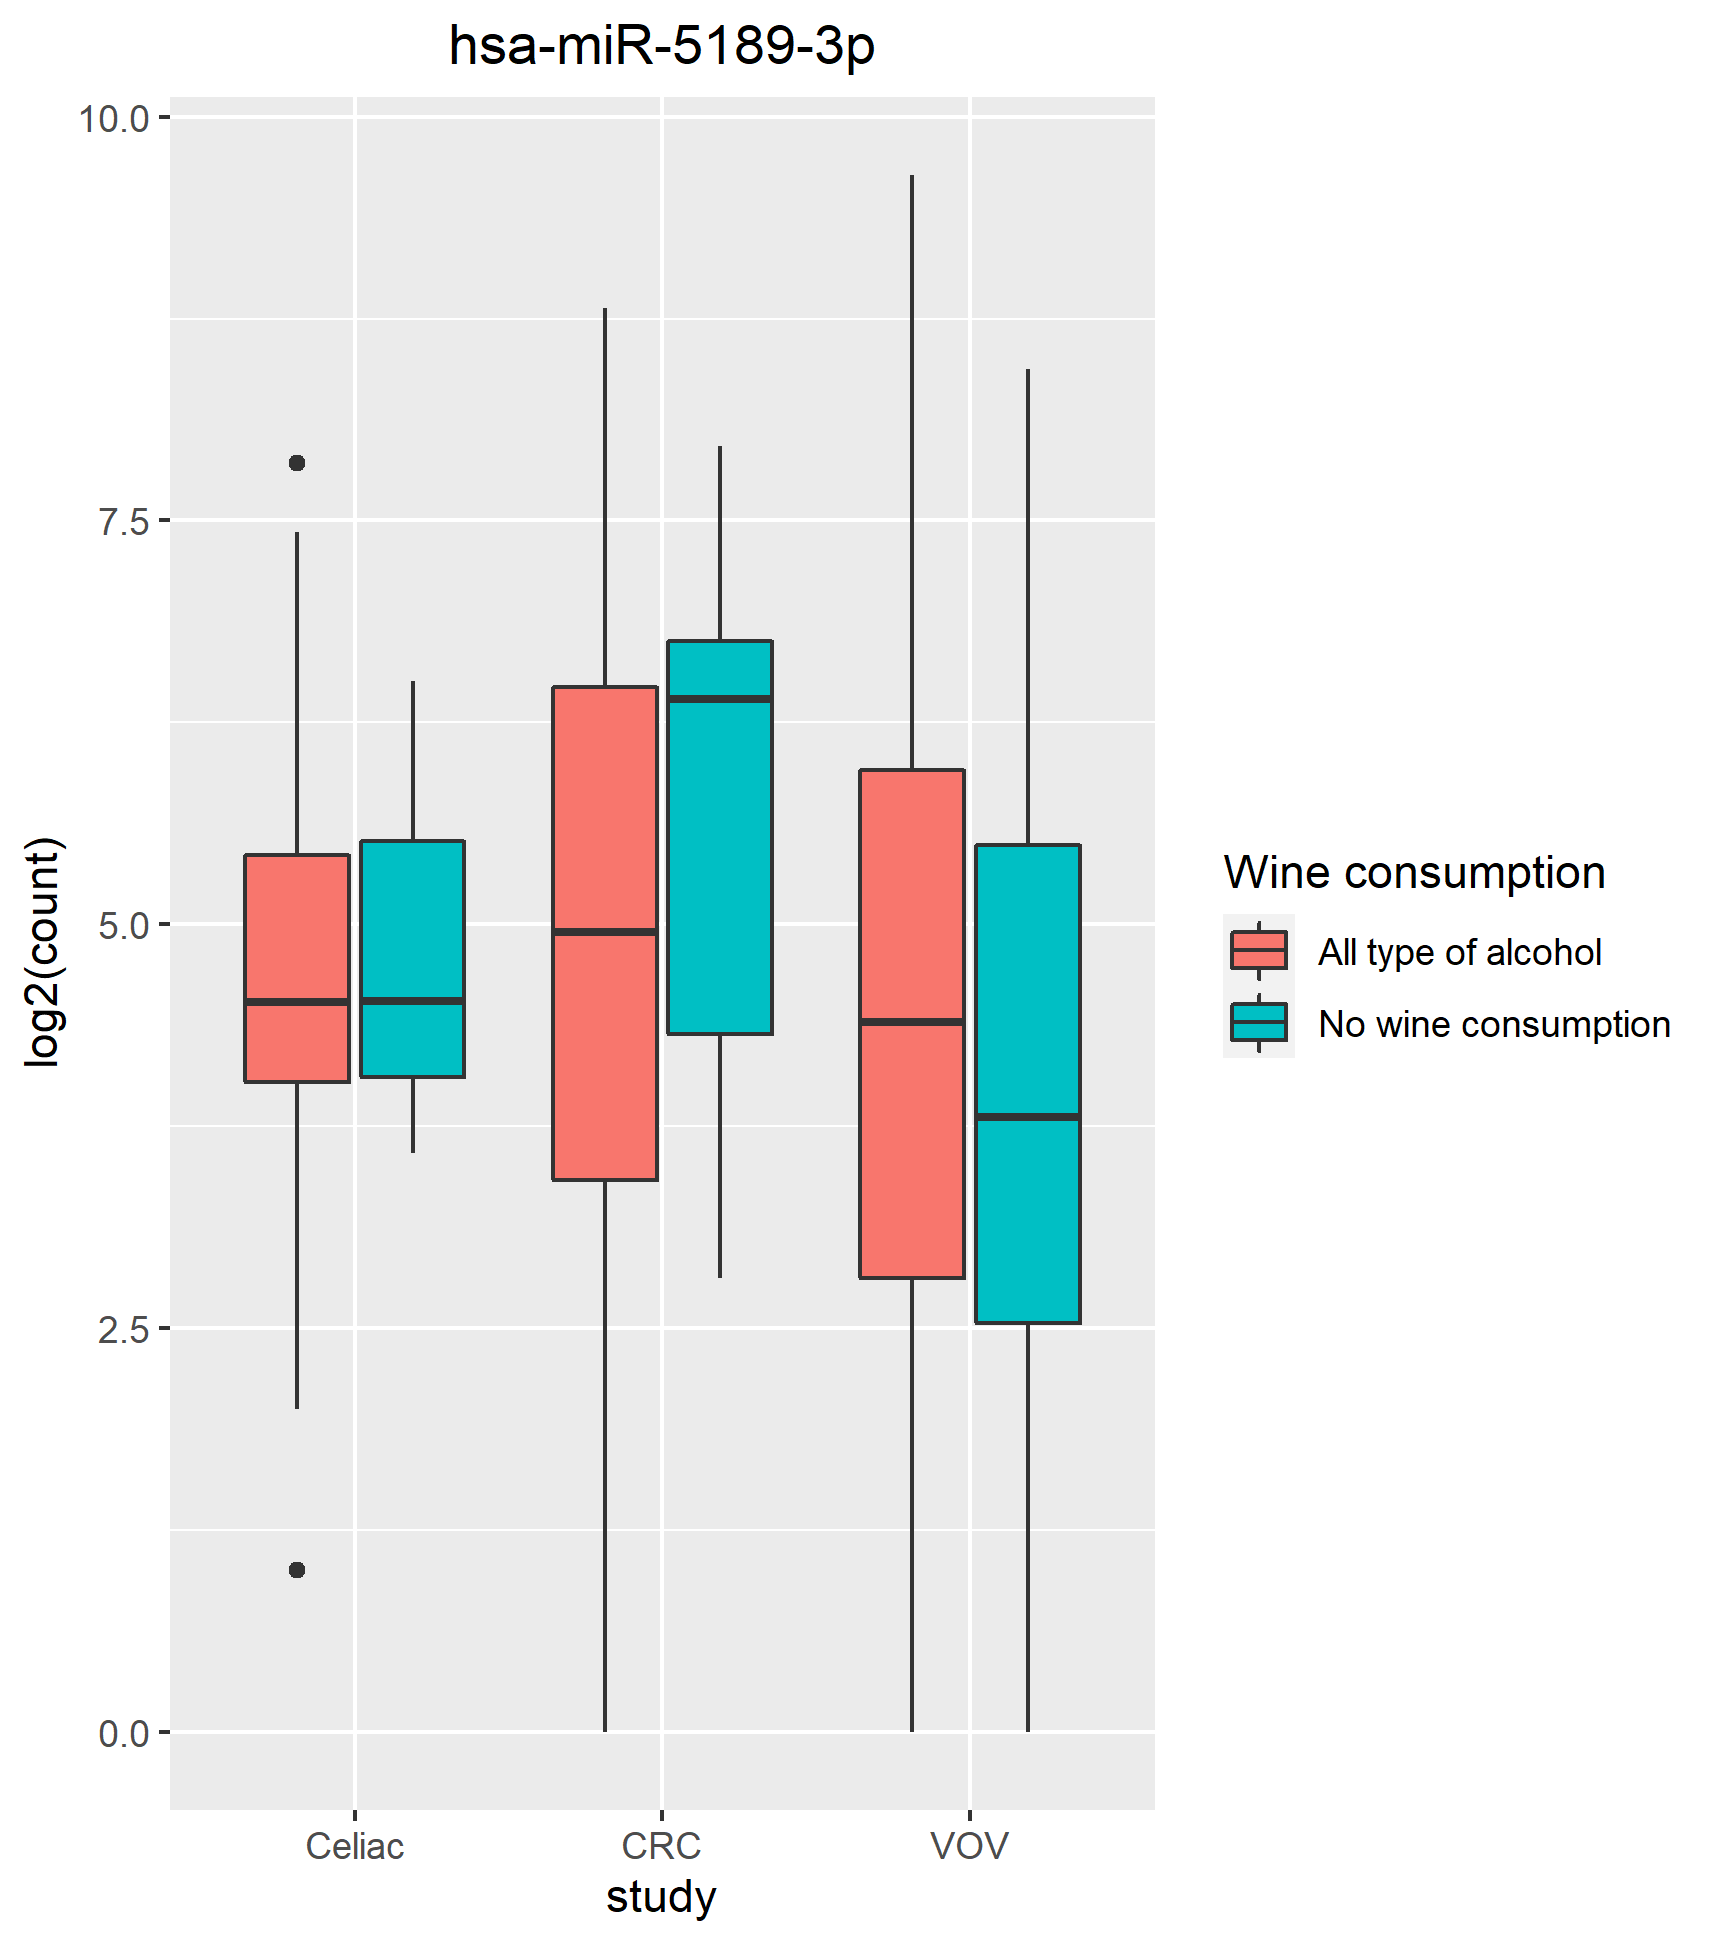 hsa-miR-5189-3p
10.0
7.5
5.0
2.5
0.0
log2(count)
Celiac CRC VOV
study
Wine consumption
All type of alcohol
No wine consumption